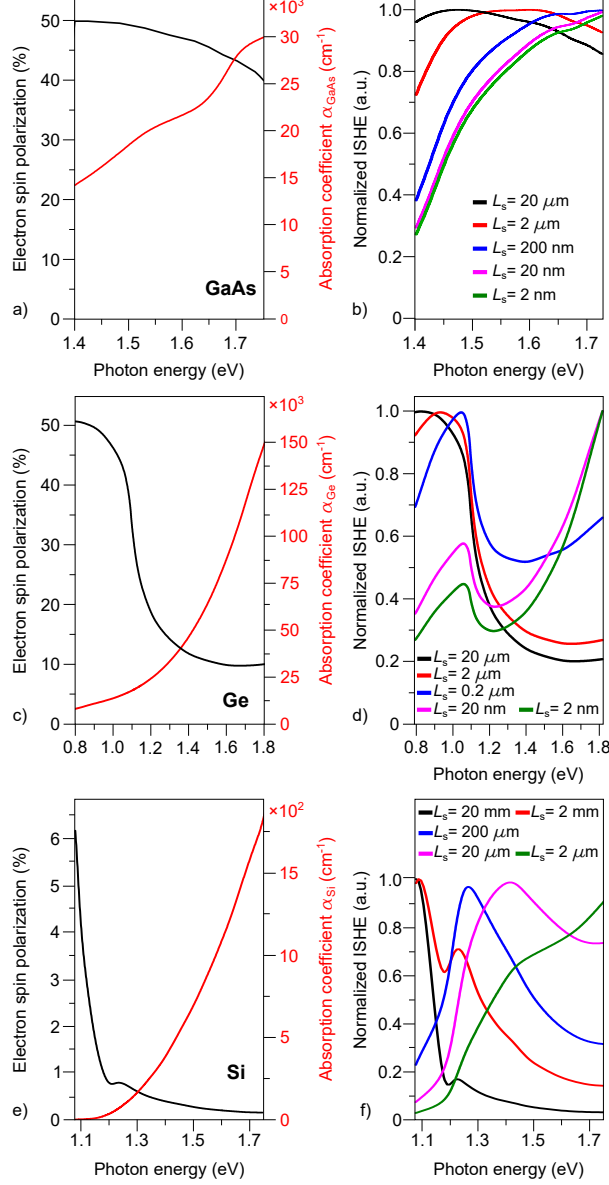 ×10³
50
40
30
20
10
0
30
25
20
15
10
5
0
Electron spin polarization (%)
Absorption coefficient αGaAs (cm⁻¹)
GaAs
a)
1.4
1.5
1.6
1.7
Photon energy (eV)
1.0
0.8
0.6
0.4
0.2
0
Normalized ISHE (a.u.)
Ls= 20 μm
Ls= 2 μm
Ls= 200 nm
Ls= 20 nm
Ls= 2 nm
b)
1.4
1.5
1.6
1.7
Photon energy (eV)
×10³
50
40
30
20
10
0
150
125
100
75
50
25
0
Electron spin polarization (%)
Absorption coefficient αGe (cm⁻¹)
Ge
c)
0.8
1.0
1.2
1.4
1.6
1.8
Photon energy (eV)
1.0
0.8
0.6
0.4
0.2
0
Normalized ISHE (a.u.)
Ls= 20 μm
Ls= 2 μm
Ls= 0.2 μm
Ls= 20 nm
Ls= 2 nm
d)
0.8
1.0
1.2
1.4
1.6
1.8
Photon energy (eV)
×10²
6
5
4
3
2
1
0
20
15
10
5
0
Electron spin polarization (%)
Absorption coefficient αSi (cm⁻¹)
Si
e)
1.1
1.3
1.5
1.7
Photon energy (eV)
Ls= 20 mm
Ls= 2 mm
Ls= 200 μm
Ls= 20 μm
Ls= 2 μm
1.0
0.8
0.6
0.4
0.2
0
Normalized ISHE (a.u.)
f)
1.1
1.3
1.5
1.7
Photon energy (eV)